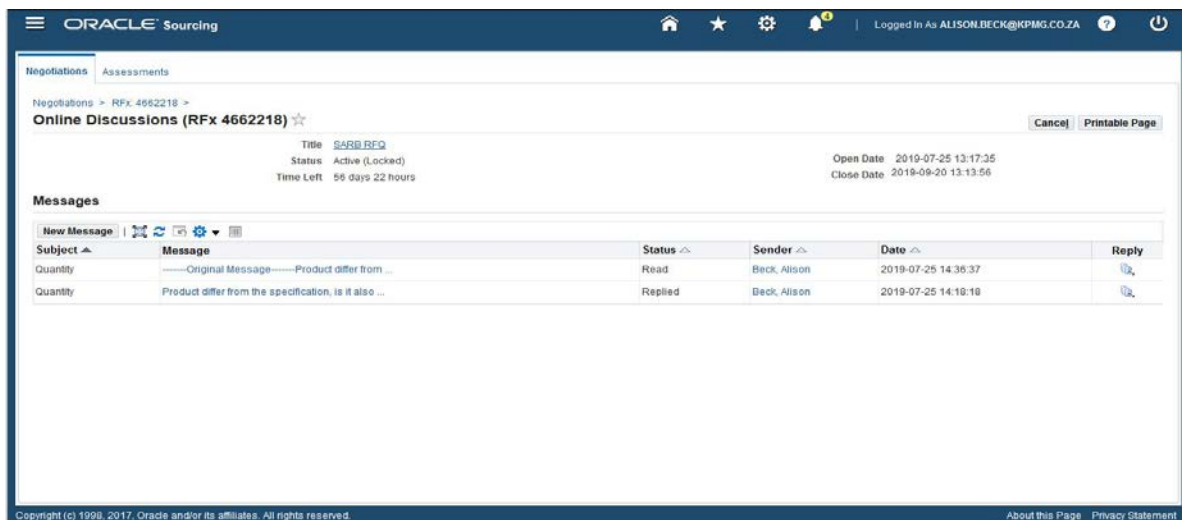 ORACLE Sourcing 4 | Logged In As ALISON.BECK@KPMG.CO.ZA ?
Negotiations Assessments
Negotiations > RFx: 4662218 >
Online Discussions (RFx 4662218)
Cancel Printable Page
Title SARB RFQ
Status Active (Locked)
Time Left 56 days 22 hours
Open Date 2019-07-25 13:17:35
Close Date 2019-09-20 13:13:56
Messages
New Message
Subject Message Status Sender Date Reply
Quantity -------Original Message-------Product differ from ... Read Beck, Alison 2019-07-25 14:36:37
Quantity Product differ from the specification, is it also ... Replied Beck, Alison 2019-07-25 14:18:18
Copyright (c) 1998, 2017, Oracle and/or its affiliates. All rights reserved. About this Page Privacy Statement